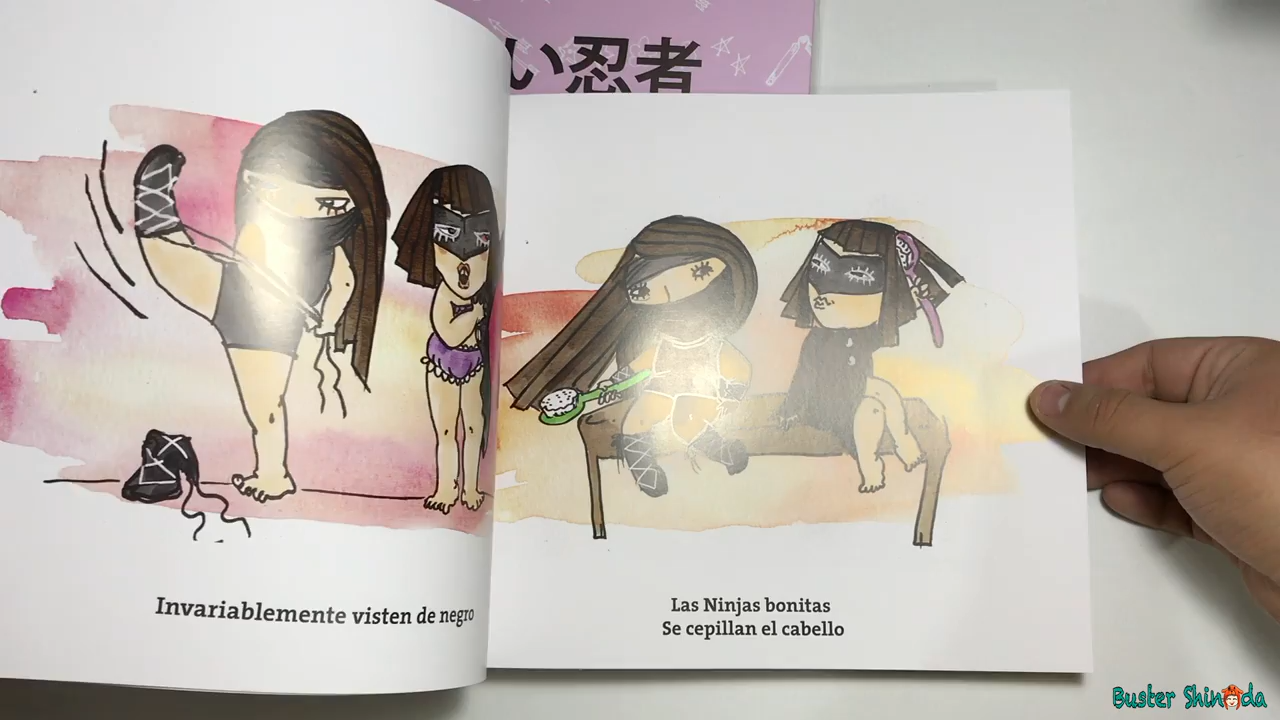 い忍者
Invariablemente visten de negro
Las Ninjas bonitas
Se cepillan el cabello
Buster Shinoda